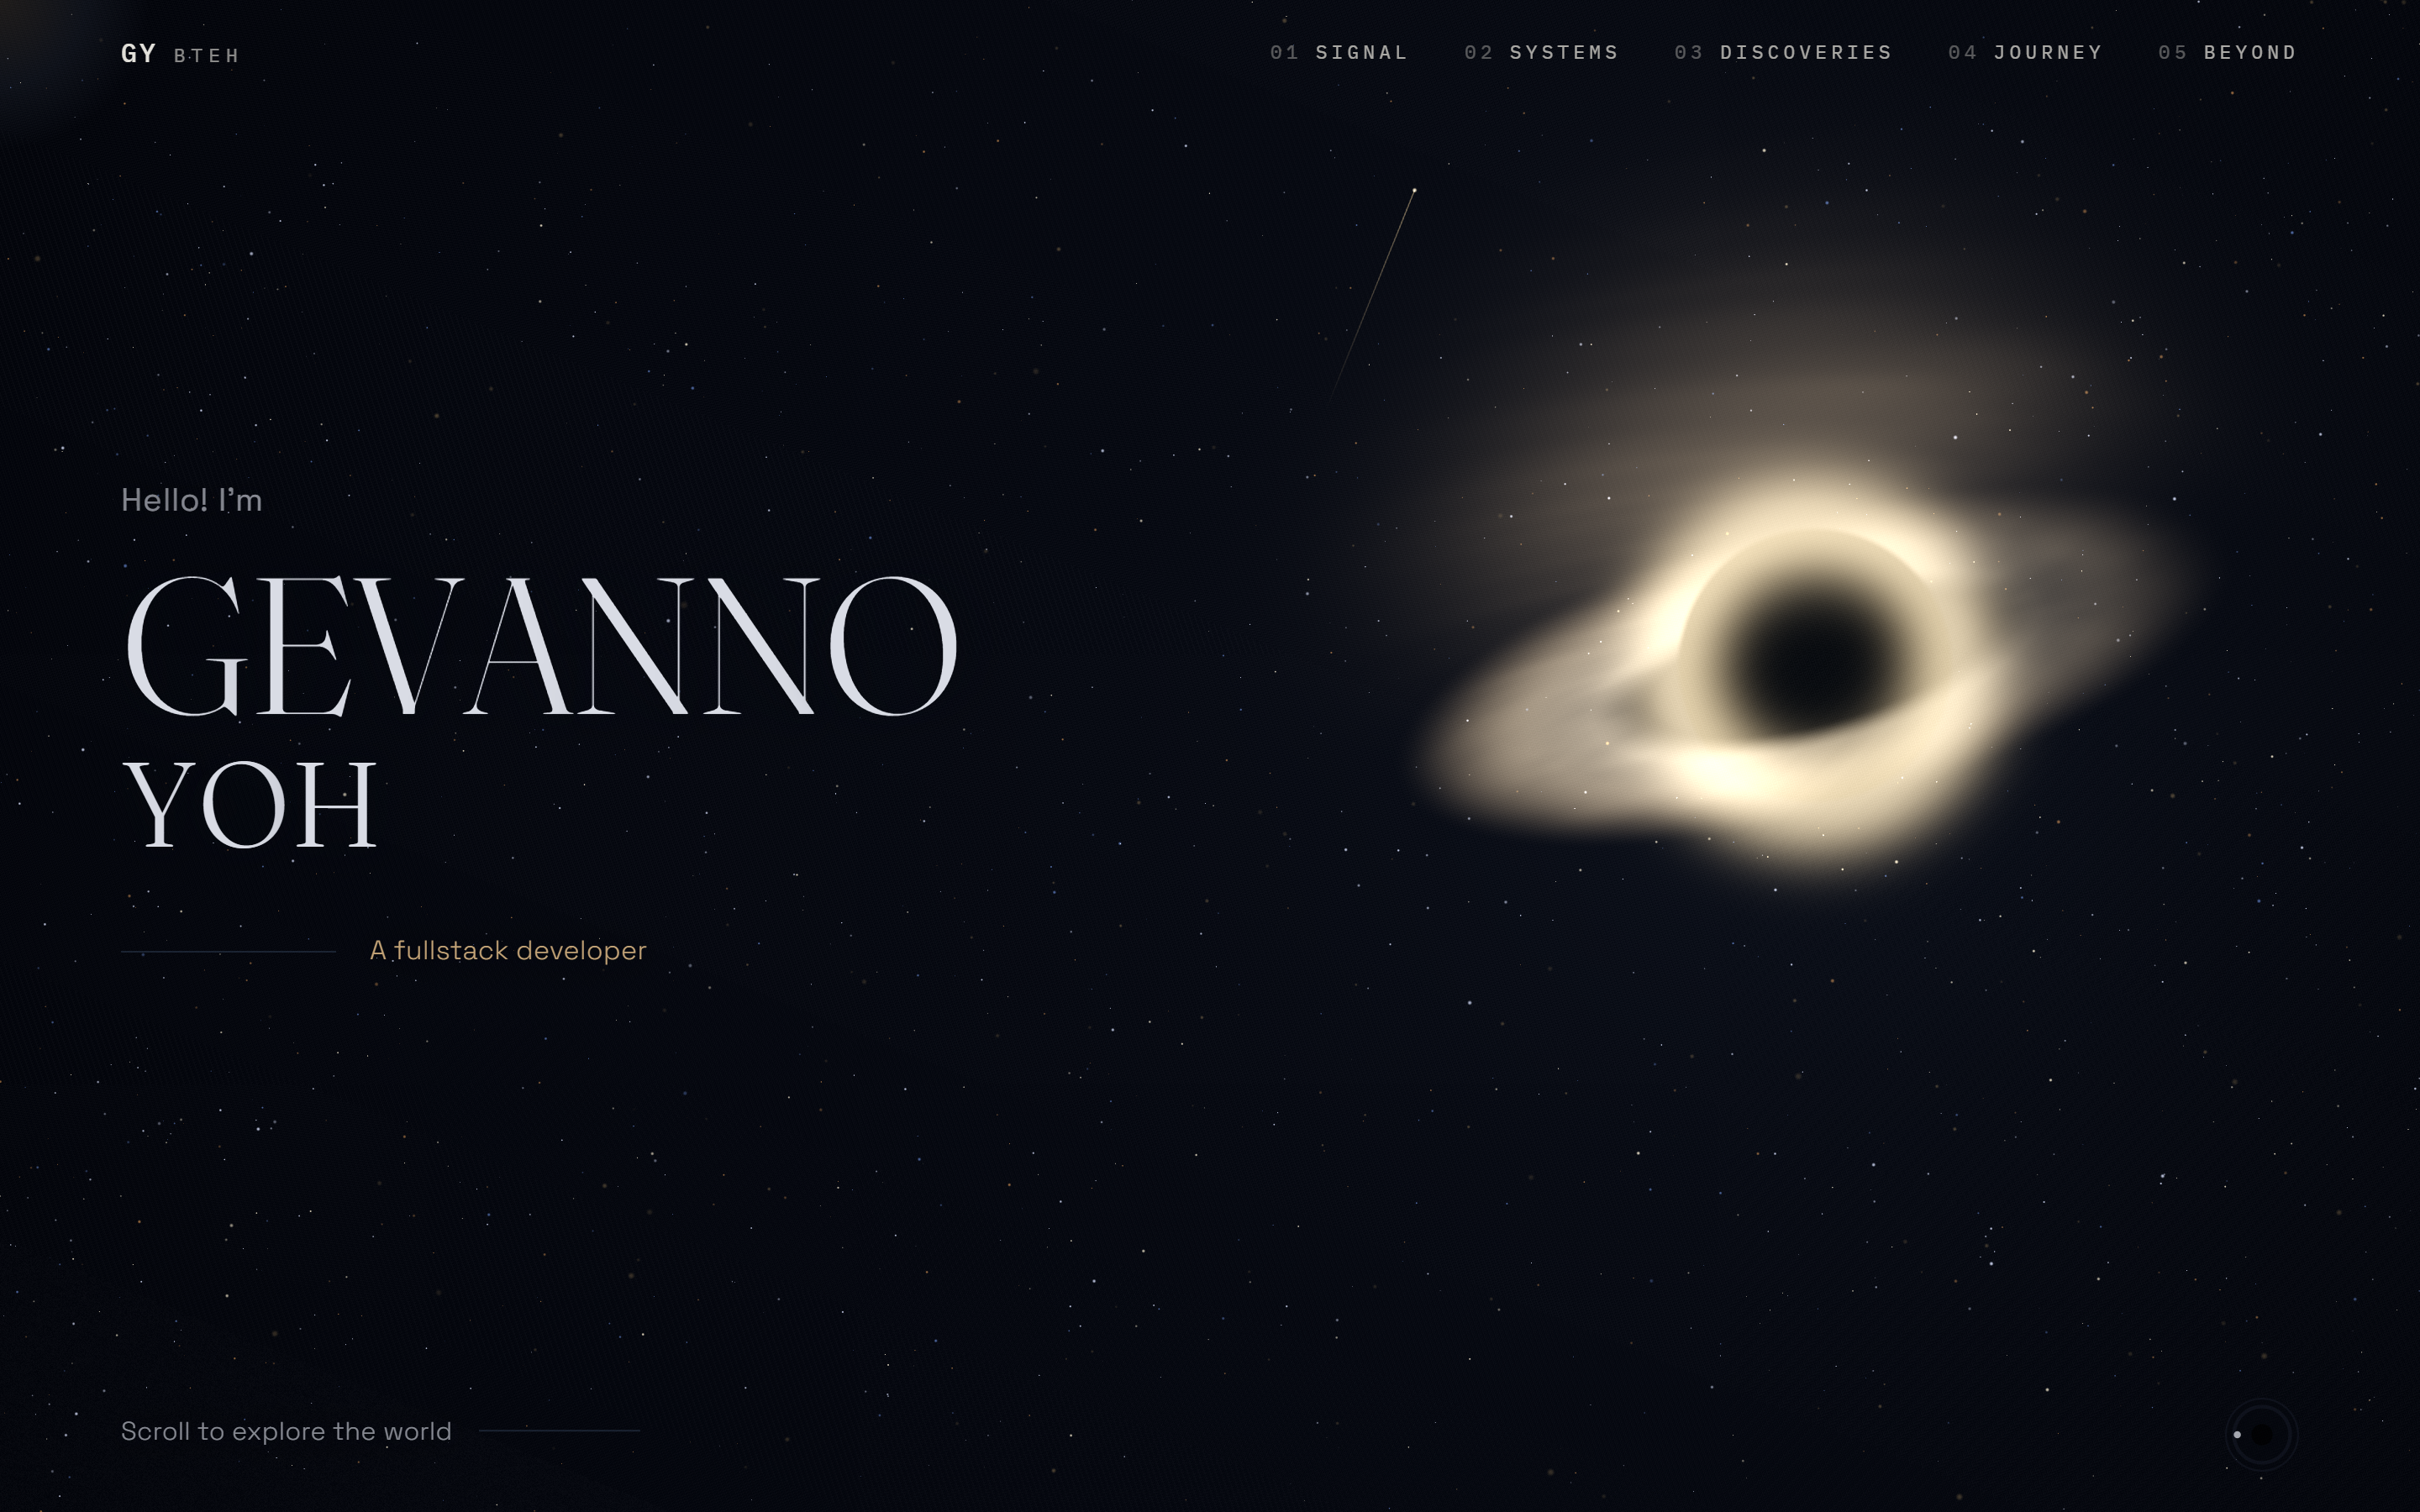 GY BTEH
01 SIGNAL 02 SYSTEMS 03 DISCOVERIES 04 JOURNEY 05 BEYOND
Hello! I'm
GEVANNO
YOH
A fullstack developer
Scroll to explore the world